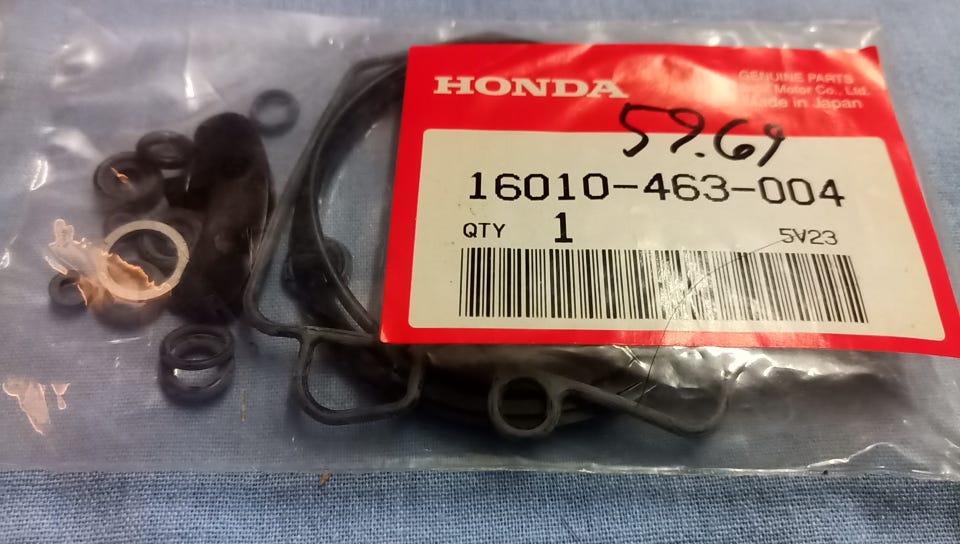 HONDA
GENUINE PARTS
Motor Co., Ltd.
Made in Japan
59.69
16010-463-004
QTY 1 5V23